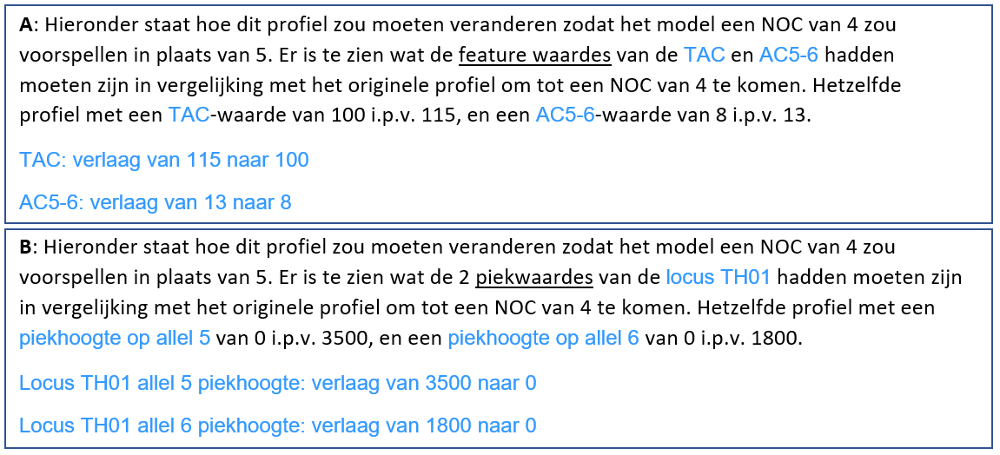 A: Hieronder staat hoe dit profiel zou moeten veranderen zodat het model een NOC van 4 zou
voorspellen in plaats van 5. Er is te zien wat de feature waardes van de TAC en AC5-6 hadden
moeten zijn in vergelijking met het originele profiel om tot een NOC van 4 te komen. Hetzelfde
profiel met een TAC-waarde van 100 i.p.v. 115, en een AC5-6-waarde van 8 i.p.v. 13.
TAC: verlaag van 115 naar 100
AC5-6: verlaag van 13 naar 8
B: Hieronder staat hoe dit profiel zou moeten veranderen zodat het model een NOC van 4 zou
voorspellen in plaats van 5. Er is te zien wat de 2 piekwaardes van de locus TH01 hadden moeten zijn
in vergelijking met het originele profiel om tot een NOC van 4 te komen. Hetzelfde profiel met een
piekhoogte op allel 5 van 0 i.p.v. 3500, en een piekhoogte op allel 6 van 0 i.p.v. 1800.
Locus TH01 allel 5 piekhoogte: verlaag van 3500 naar 0
Locus TH01 allel 6 piekhoogte: verlaag van 1800 naar 0